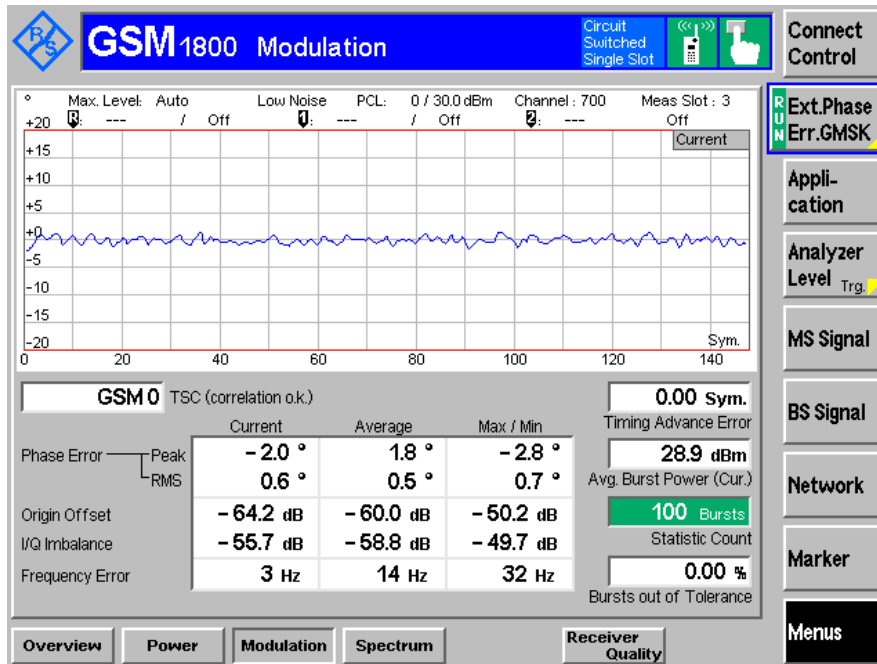 R&S
GSM1800 Modulation
Circuit
Switched
Single Slot
Connect
Control
° Max. Level: Auto Low Noise PCL: 0 / 30.0 dBm Channel : 700 Meas Slot : 3
R: --- / Off 1: --- / Off 2: --- Off
Current
+20
+15
+10
+5
+0
-5
-10
-15
-20
Sym.
0 20 40 60 80 100 120 140
GSM 0 TSC (correlation o.k.)
Current Average Max / Min
Phase Error Peak - 2.0 ° 1.8 ° - 2.8 °
RMS 0.6 ° 0.5 ° 0.7 °
Origin Offset - 64.2 dB - 60.0 dB - 50.2 dB
I/Q Imbalance - 55.7 dB - 58.8 dB - 49.7 dB
Frequency Error 3 Hz 14 Hz 32 Hz
0.00 Sym.
Timing Advance Error
28.9 dBm
Avg. Burst Power (Cur.)
100 Bursts
Statistic Count
0.00 %
Bursts out of Tolerance
RUN
Ext.Phase
Err.GMSK
Appli-
cation
Analyzer
Level Trg.
MS Signal
BS Signal
Network
Marker
Menus
Overview Power Modulation Spectrum Receiver
Quality